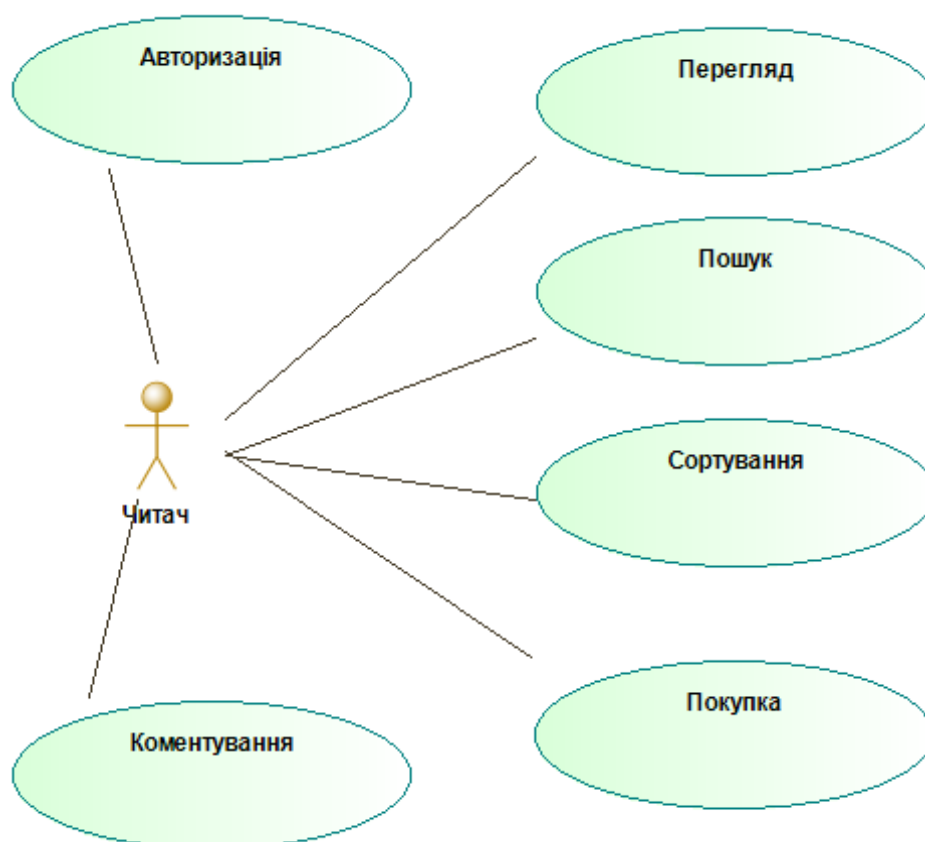 Авторизація
Перегляд
Пошук
Сортування
Читач
Покупка
Коментування